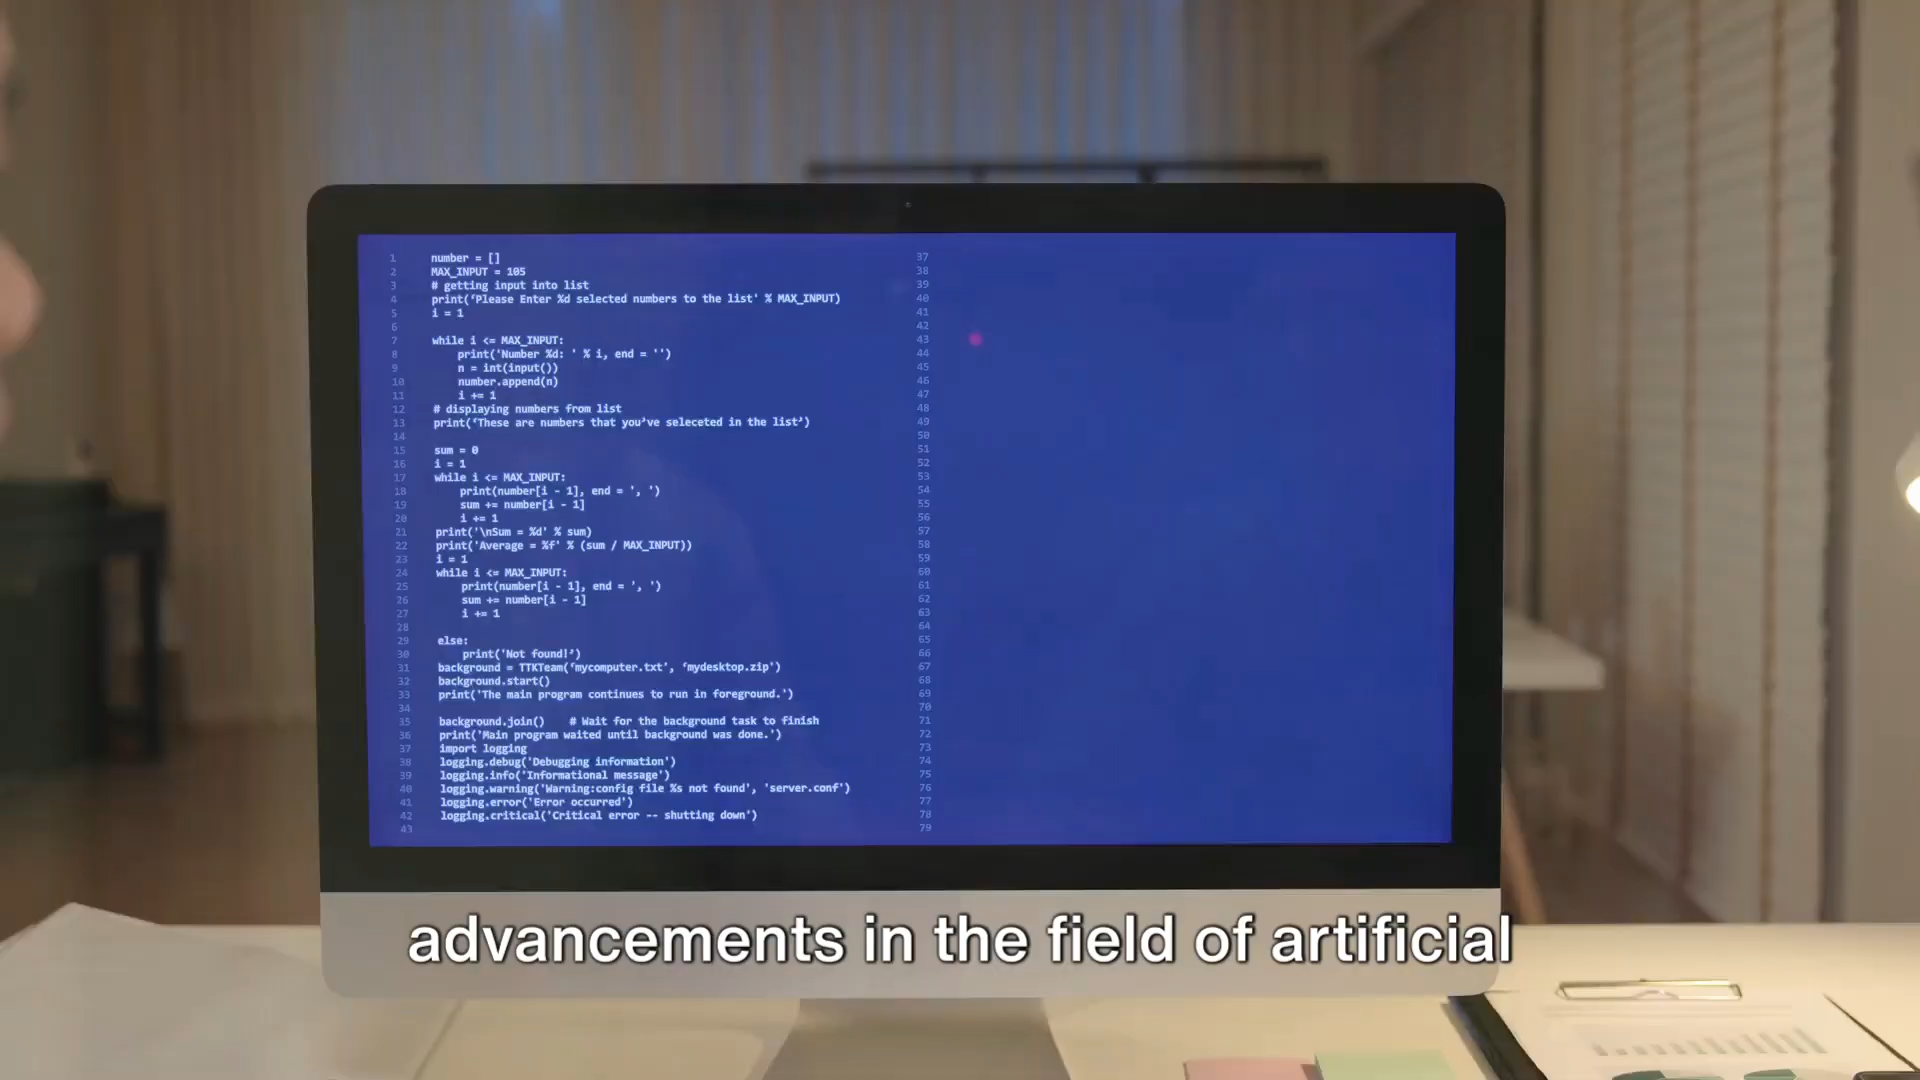 1 number = []
2 MAX_INPUT = 105
3 # getting input into list
4 print(‘Please Enter %d selected numbers to the list' % MAX_INPUT)
5 i = 1
6
7 while i <= MAX_INPUT:
8 print('Number %d: ' % i, end = '')
9 n = int(input())
10 number.append(n)
11 i += 1
12 # displaying numbers from list
13 print(‘These are numbers that you’ve seleceted in the list’)
14
15 sum = 0
16 i = 1
17 while i <= MAX_INPUT:
18 print(number[i - 1], end = ', ')
19 sum += number[i - 1]
20 i += 1
21 print('\nSum = %d' % sum)
22 print('Average = %f' % (sum / MAX_INPUT))
23 i = 1
24 while i <= MAX_INPUT:
25 print(number[i - 1], end = ', ')
26 sum += number[i - 1]
27 i += 1
28
29 else:
30 print('Not found!’)
31 background = TTKTeam(‘mycomputer.txt’, ‘mydesktop.zip’)
32 background.start()
33 print('The main program continues to run in foreground.')
34
35 background.join() # Wait for the background task to finish
36 print('Main program waited until background was done.')
37 import logging
38 logging.debug('Debugging information')
39 logging.info('Informational message')
40 logging.warning('Warning:config file %s not found', 'server.conf')
41 logging.error('Error occurred')
42 logging.critical('Critical error -- shutting down')
43
37
38
39
40
41
42
43
44
45
46
47
48
49
50
51
52
53
54
55
56
57
58
59
60
61
62
63
64
65
66
67
68
69
70
71
72
73
74
75
76
77
78
79
advancements in the field of artificial